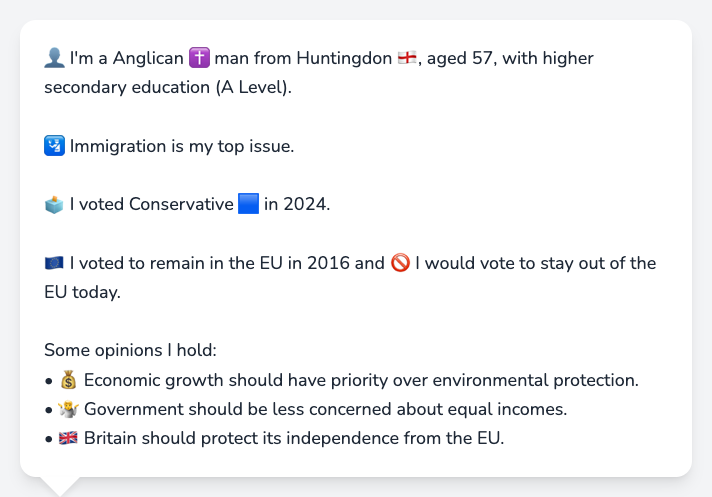 👤 I'm a Anglican ✝️ man from Huntingdon 🏴󠁧󠁢󠁥󠁮󠁧󠁿, aged 57, with higher
secondary education (A Level).
🛂 Immigration is my top issue.
🗳️ I voted Conservative 🟦 in 2024.
🇪🇺 I voted to remain in the EU in 2016 and 🚫 I would vote to stay out of the
EU today.
Some opinions I hold:
• 💰 Economic growth should have priority over environmental protection.
• 🤷 Government should be less concerned about equal incomes.
• 🇬🇧 Britain should protect its independence from the EU.